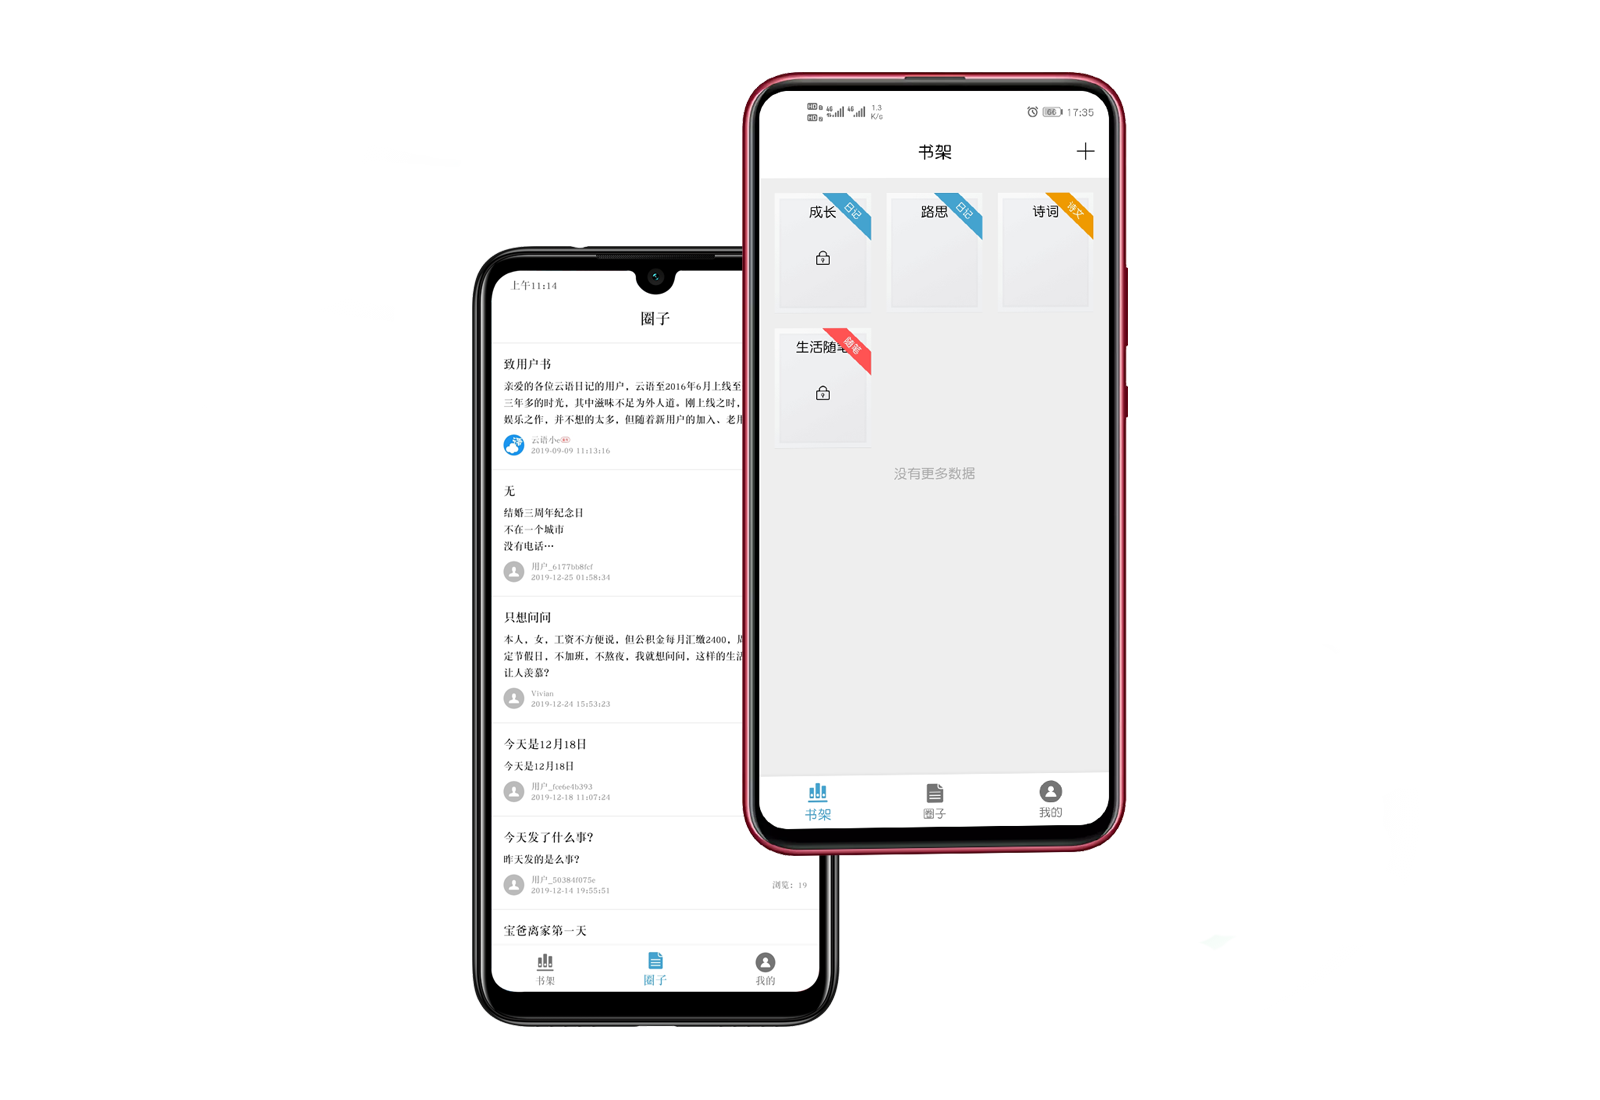 上午11:14
圈子
致用户书
亲爱的各位云语日记的用户，云语至2016年6月上线至
三年多的时光，其中滋味不足为外人道。刚上线之时，
娱乐之作，并不想的太多，但随着新用户的加入、老用
云语小e
2019-09-09 11:13:16
无
结婚三周年纪念日
不在一个城市
没有电话…
用户_6177bb8fcf
2019-12-25 01:58:34
只想问问
本人，女，工资不方便说，但公积金每月汇缴2400，周
定节假日，不加班，不熬夜，我就想问问，这样的生活
让人羡慕？
Vivian
2019-12-24 15:53:23
今天是12月18日
今天是12月18日
用户_fee6e4b393
2019-12-18 11:07:24
今天发了什么事？
昨天发的是么事？
用户_50384f075e
2019-12-14 19:55:51
浏览：19
宝爸离家第一天
书架
圈子
我的
HD
HD
4G
4G
1.3
K/s
66
17:35
书架
成长
日记
路思
日记
诗词
诗文
生活随笔
随笔
没有更多数据
书架
圈子
我的